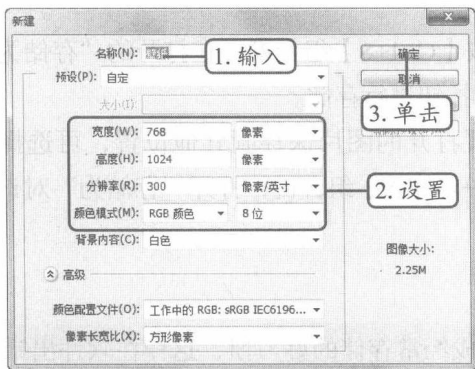 新建
名称(N):
1. 输入
确定
预设(P): 自定
取消
大小(I):
3. 单击
宽度(W): 768 像素
高度(H): 1024 像素
分辨率(R): 300 像素/英寸
2. 设置
颜色模式(M): RGB 颜色 8 位
背景内容(C): 白色
图像大小:
2.25M
高级
颜色配置文件(O): 工作中的 RGB: sRGB IEC6196...
像素长宽比(X): 方形像素